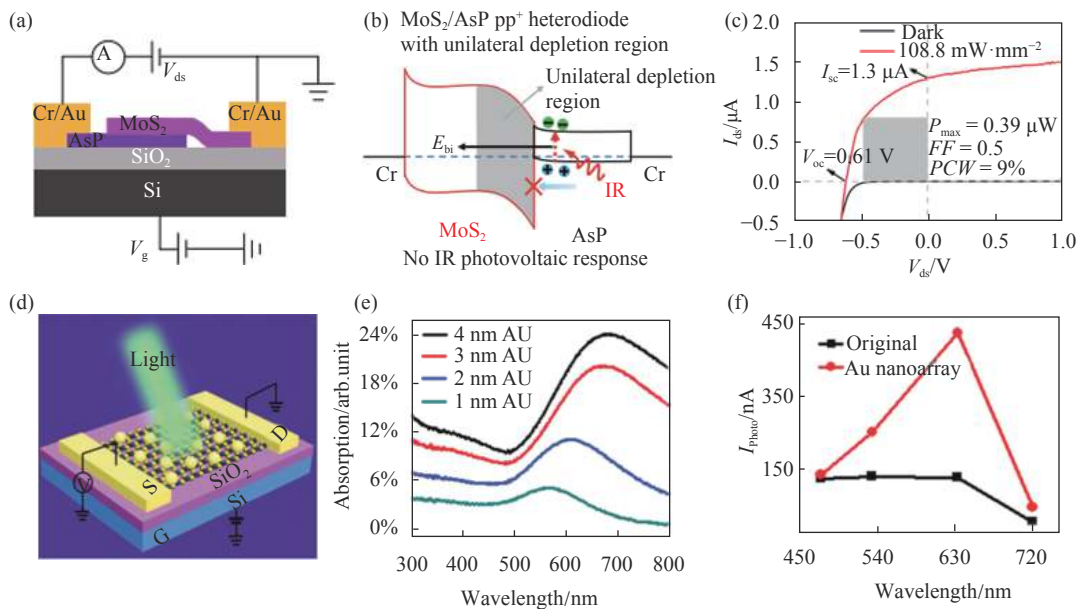 (a)
A
V_ds
Cr/Au
MoS₂
Cr/Au
AsP
SiO₂
Si
V_g
(b)
MoS₂/AsP pp⁺ heterodiode
with unilateral depletion region
Unilateral depletion
region
E_bi
Cr
Cr
IR
MoS₂
AsP
No IR photovoltaic response
(c)
Dark
108.8 mW·mm⁻²
I_sc=1.3 μA
P_max = 0.39 μW
V_oc=0.61 V
FF = 0.5
PCW = 9%
I_ds/μA
1.5
1.0
0.5
0.0
−0.5
−1.0
−0.5
0.0
0.5
1.0
V_ds/V
(d)
Light
D
V
S
SiO₂
Si
G
(e)
4 nm AU
3 nm AU
2 nm AU
1 nm AU
Absorption/arb.unit
24%
18%
12%
6%
0%
300
400
500
600
700
800
Wavelength/nm
(f)
Original
Au nanoarray
I_Photo/nA
450
350
150
450
540
630
720
Wavelength/nm